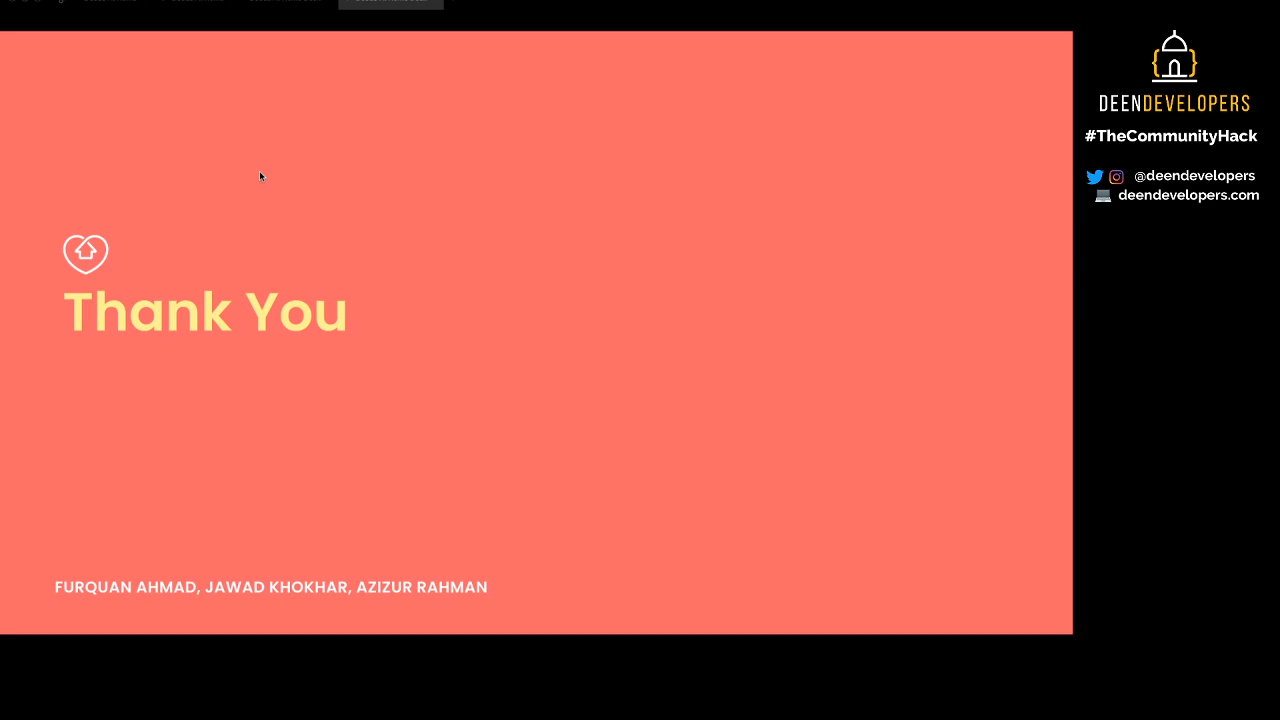 Thank You
FURQUAN AHMAD, JAWAD KHOKHAR, AZIZUR RAHMAN
DEENDEVELOPERS
#TheCommunityHack
@deendevelopers
deendevelopers.com